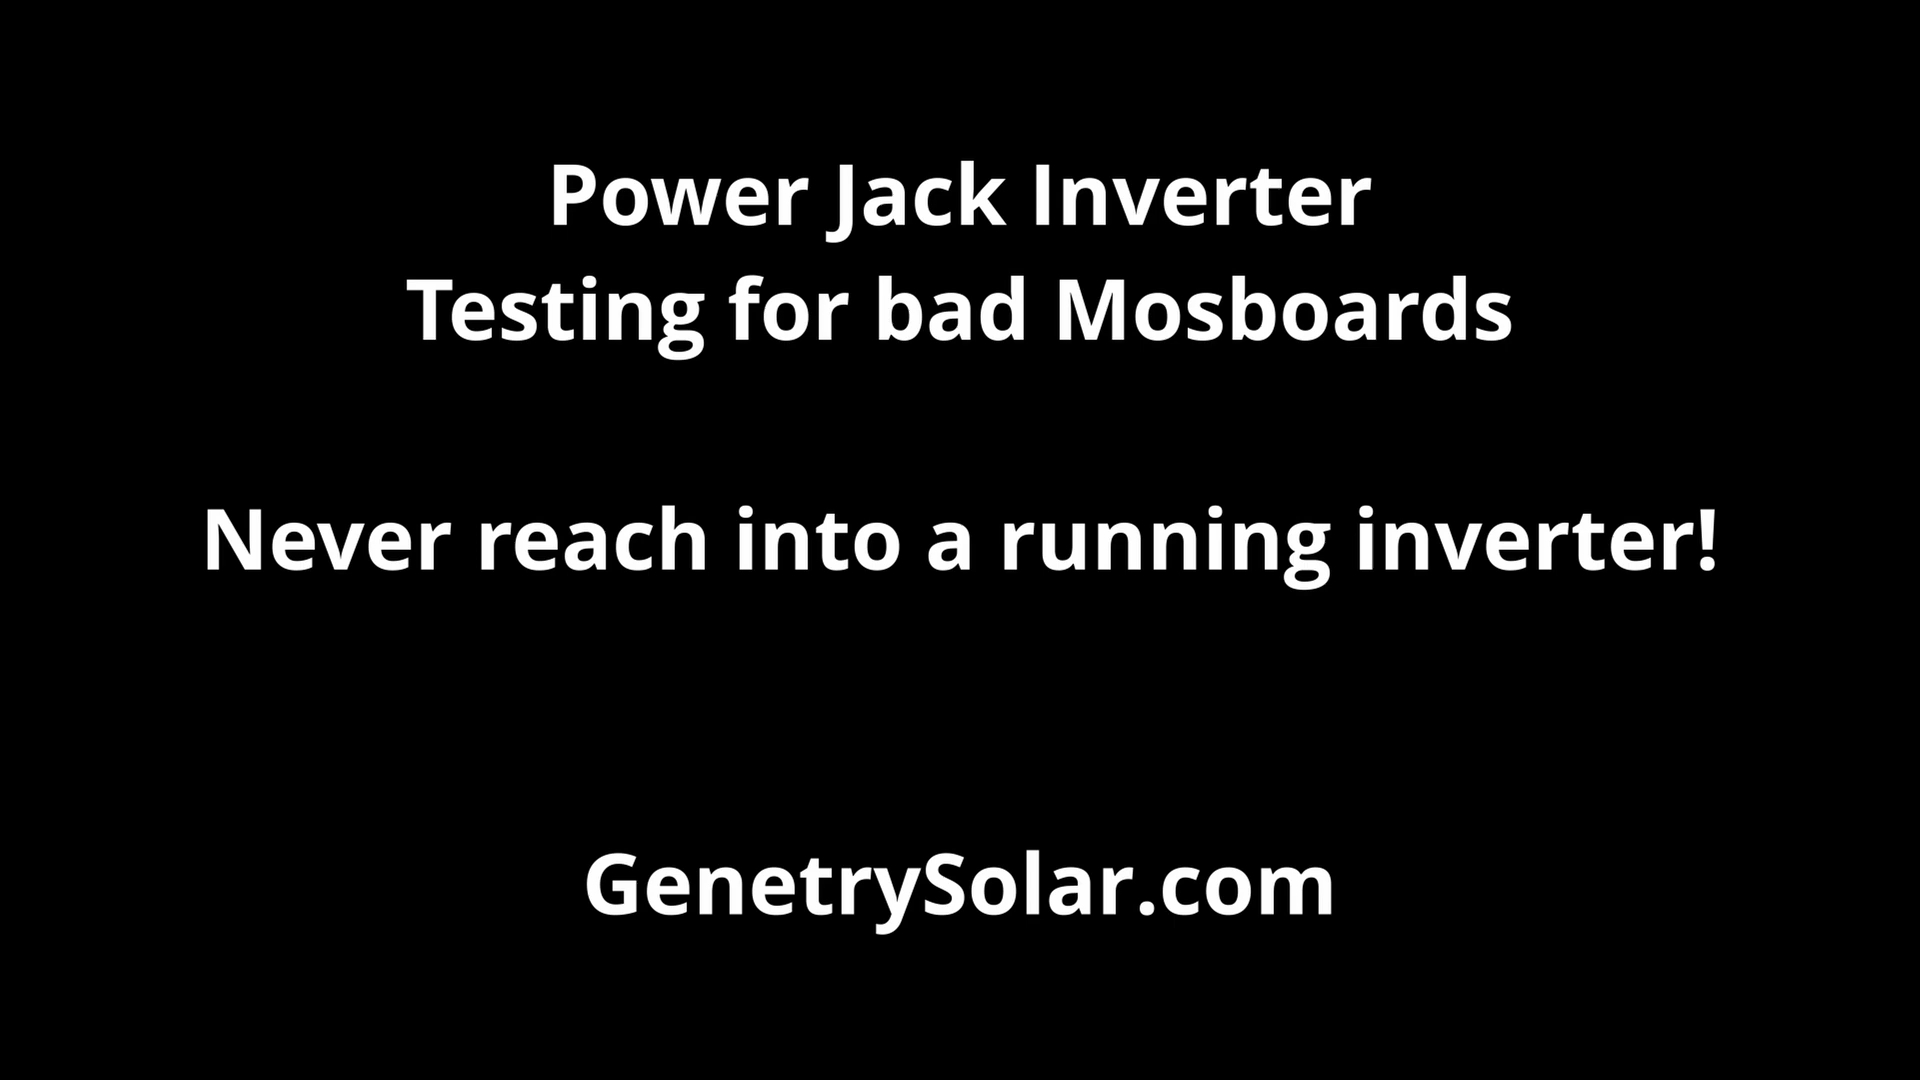 Power Jack Inverter
Testing for bad Mosboards
Never reach into a running inverter!
GenetrySolar.com